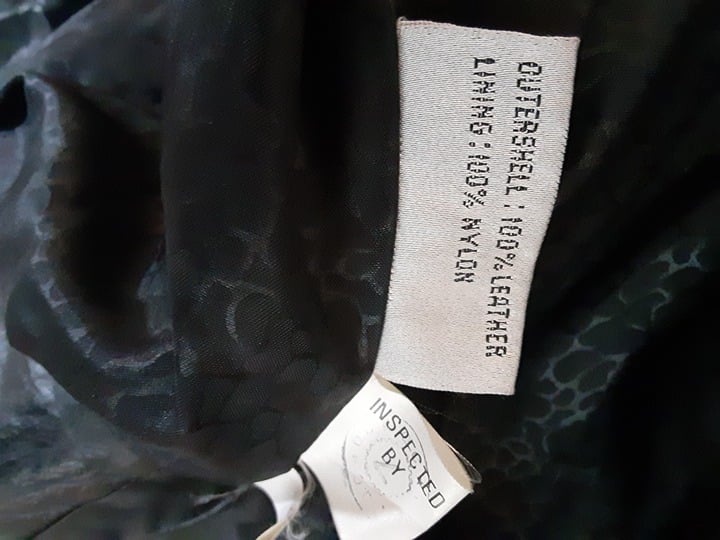 OUTERSHELL : 100% LEATHER
LINING : 100% NYLON
INSPECTED
BY